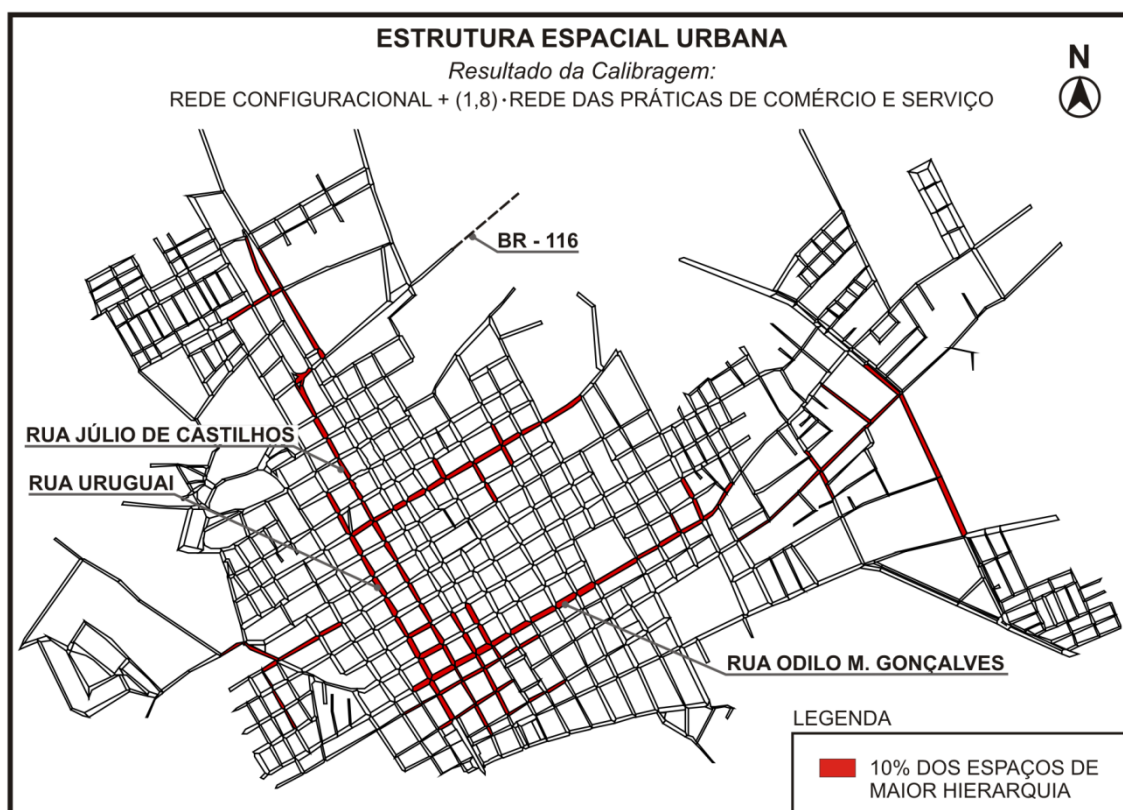 ESTRUTURA ESPACIAL URBANA
Resultado da Calibragem:
REDE CONFIGURACIONAL + (1,8)·REDE DAS PRÁTICAS DE COMÉRCIO E SERVIÇO
N
BR - 116
RUA JÚLIO DE CASTILHOS
RUA URUGUAI
RUA ODILO M. GONÇALVES
LEGENDA
10% DOS ESPAÇOS DE
MAIOR HIERARQUIA